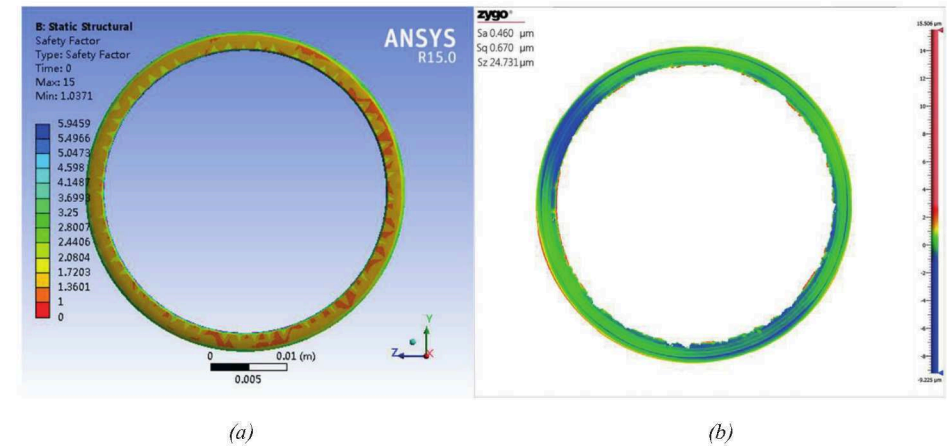 B: Static Structural
Safety Factor
Type: Safety Factor
Time: 0
Max: 15
Min: 1.0371
5.9459
5.4966
5.0473
4.598
4.1487
3.6999
3.25
2.8007
2.4406
2.0804
1.7203
1.3601
1
0
ANSYS
R15.0
0 0.01 (m)
0.005
Y
Z X
(a)
zygo®
Sa 0.460 µm
Sq 0.670 µm
Sz 24.731 µm
15.506 µm
14
12
10
8
6
4
2
0
-2
-4
-6
-8
-9.225 µm
(b)